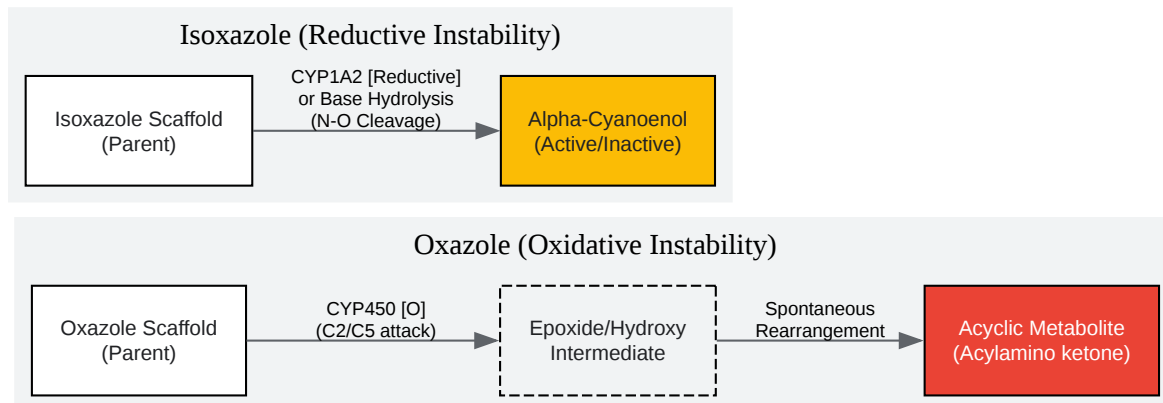 Isoxazole (Reductive Instability)
Isoxazole Scaffold
(Parent)
CYP1A2 [Reductive]
or Base Hydrolysis
(N-O Cleavage)
Alpha-Cyanoenol
(Active/Inactive)
Oxazole (Oxidative Instability)
Oxazole Scaffold
(Parent)
CYP450 [O]
(C2/C5 attack)
Epoxide/Hydroxy
Intermediate
Spontaneous
Rearrangement
Acyclic Metabolite
(Acylamino ketone)